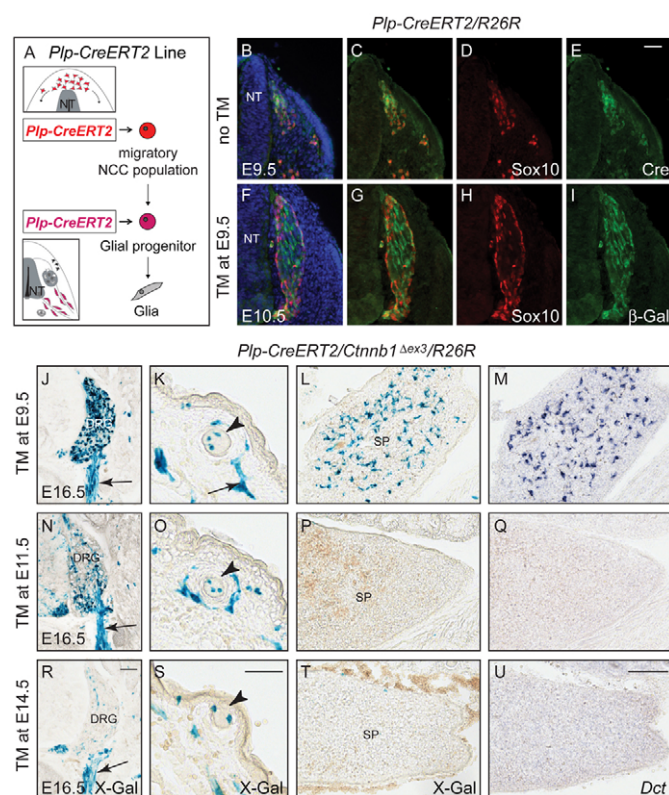 Plp-CreERT2/R26R
A Plp-CreERT2 Line
NT
Plp-CreERT2
migratory
NCC population
Plp-CreERT2
Glial progenitor
NT
Glia
no TM
B C D E
NT
E9.5 Sox10 Cre
TM at E9.5
F G H I
NT
E10.5 Sox10 β-Gal
Plp-CreERT2/Ctnnb1 Δex3/R26R
TM at E9.5
J K L M
DRG SP
E16.5
TM at E11.5
N O P Q
DRG SP
E16.5
TM at E14.5
R S T U
DRG SP
E16.5 X-Gal X-Gal X-Gal Dct